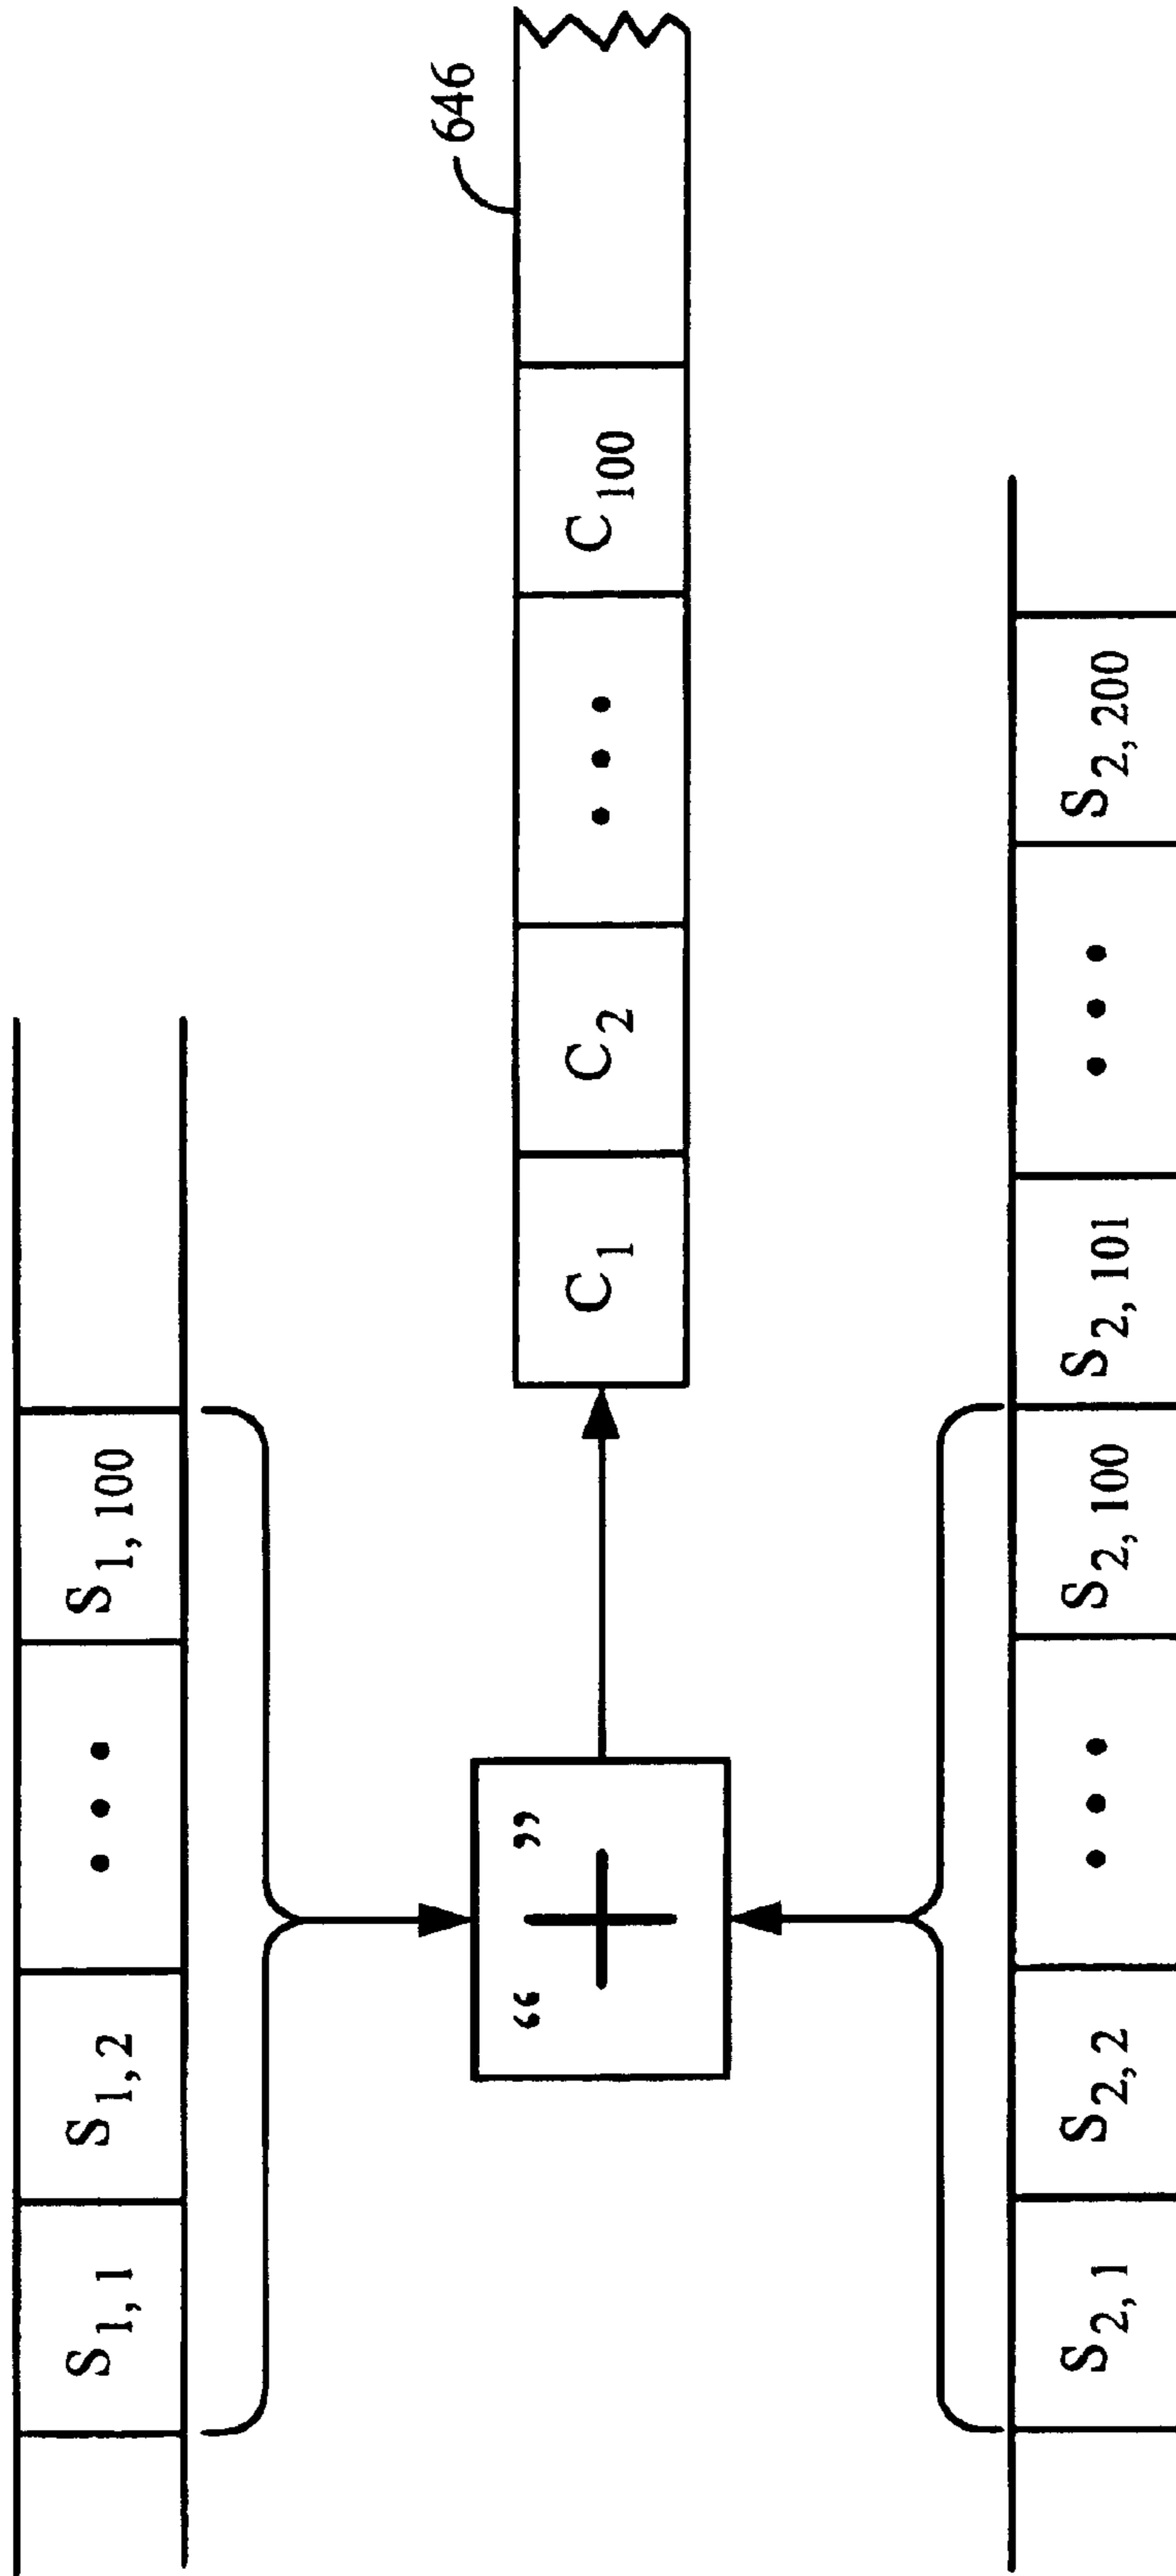 S1,1 S1,2 • • • S1,100
646
“ + ”
C1 C2 • • • C100
S2,1 S2,2 • • • S2,100 S2,101 • • • S2,200